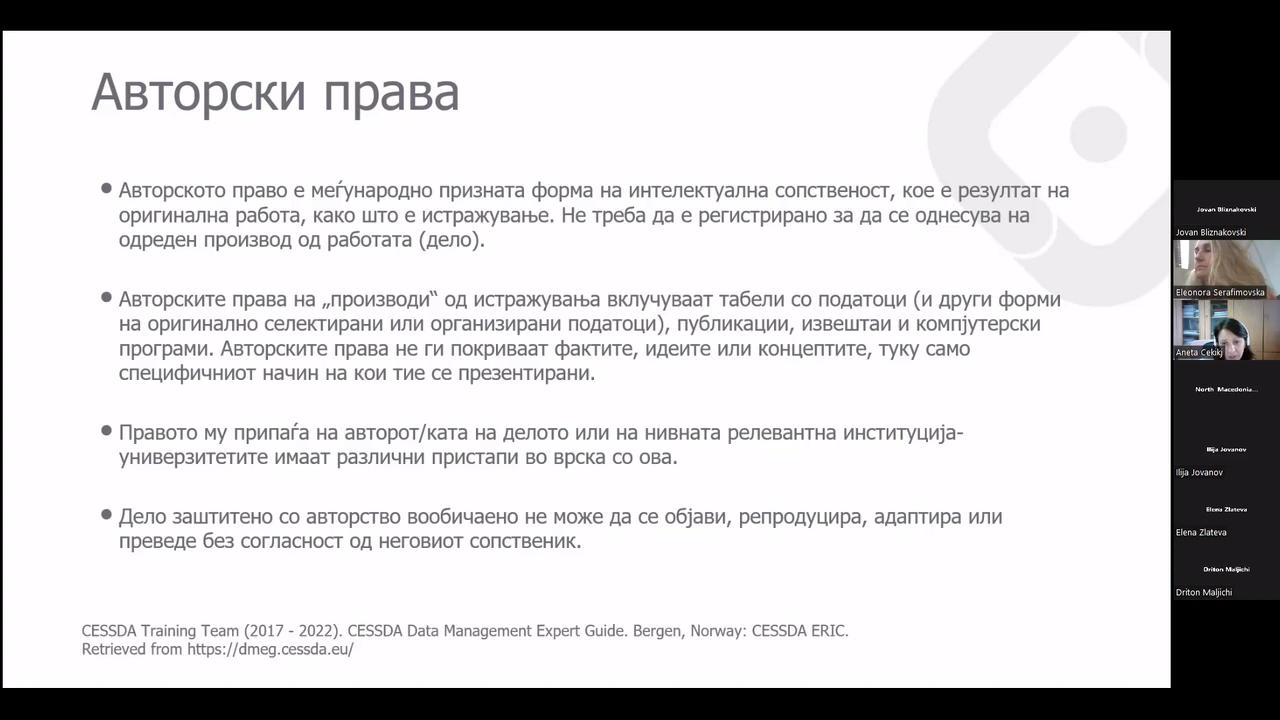 Авторски права
Авторското право е меѓународно призната форма на интелектуална сопственост, кое е резултат на
оригинална работа, како што е истражување. Не треба да е регистрирано за да се однесува на
одреден производ од работата (дело).
Авторските права на „производи“ од истражувања вклучуваат табели со податоци (и други форми
на оригинално селектирани или организирани податоци), публикации, извештаи и компјутерски
програми. Авторските права не ги покриваат фактите, идеите или концептите, туку само
специфичниот начин на кои тие се презентирани.
Правото му припаѓа на авторот/ката на делото или на нивната релевантна институција-
универзитетите имаат различни пристапи во врска со ова.
Дело заштитено со авторство вообичаено не може да се објави, репродуцира, адаптира или
преведе без согласност од неговиот сопственик.
CESSDA Training Team (2017 - 2022). CESSDA Data Management Expert Guide. Bergen, Norway: CESSDA ERIC.
Retrieved from https://dmeg.cessda.eu/
Jovan Bliznakovski
Jovan Bliznakovski
Eleonora Serafimovska
Aneta Cekikj
North Macedonia...
Ilija Jovanov
Ilija Jovanov
Elena Zlateva
Elena Zlateva
Driton Maljichi
Driton Maljichi